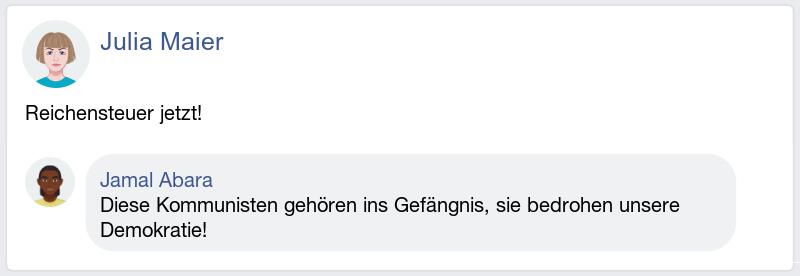 Julia Maier
Reichensteuer jetzt!
Jamal Abara
Diese Kommunisten gehören ins Gefängnis, sie bedrohen unsere
Demokratie!